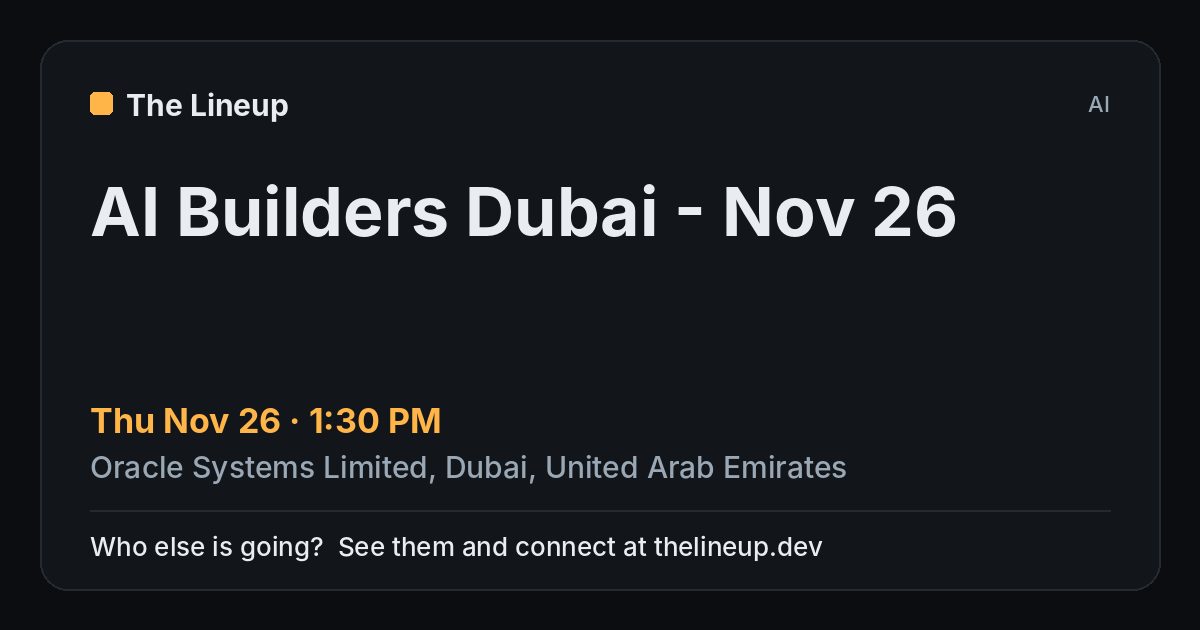 The Lineup
AI
AI Builders Dubai - Nov 26
Thu Nov 26 · 1:30 PM
Oracle Systems Limited, Dubai, United Arab Emirates
Who else is going? See them and connect at thelineup.dev